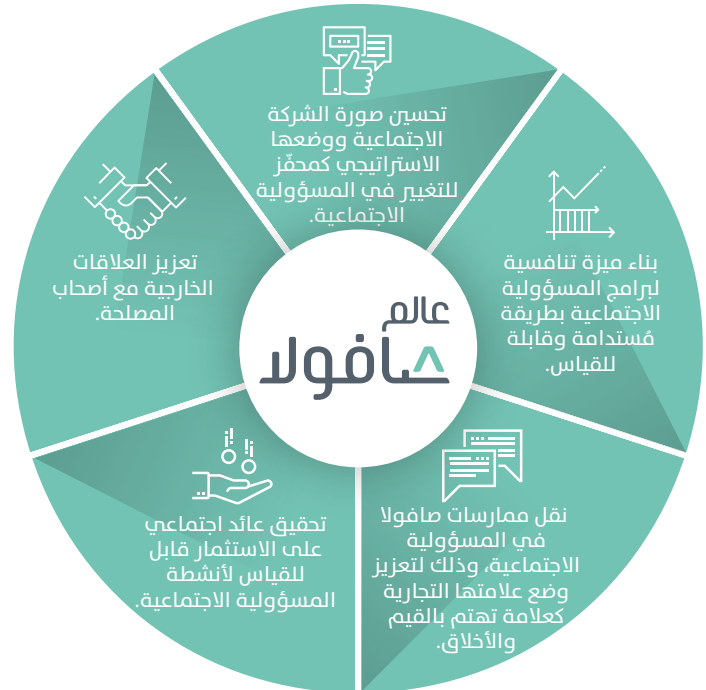 تحسين صورة الشركة
الاجتماعية ووضعها
الاستراتيجي كمحفّز
للتغيير في المسؤولية
الاجتماعية.
بناء ميزة تنافسية
لبرامج المسؤولية
الاجتماعية بطريقة
مُستدامة وقابلة
للقياس.
تعزيز العلاقات
الخارجية مع أصحاب
المصلحة.
عالم
صافولا
نقل ممارسات صافولا
في المسؤولية
الاجتماعية، وذلك لتعزيز
وضع علامتها التجارية
كعلامة تهتم بالقيم
والأخلاق.
تحقيق عائد اجتماعي
على الاستثمار قابل
للقياس لأنشطة
المسؤولية الاجتماعية.